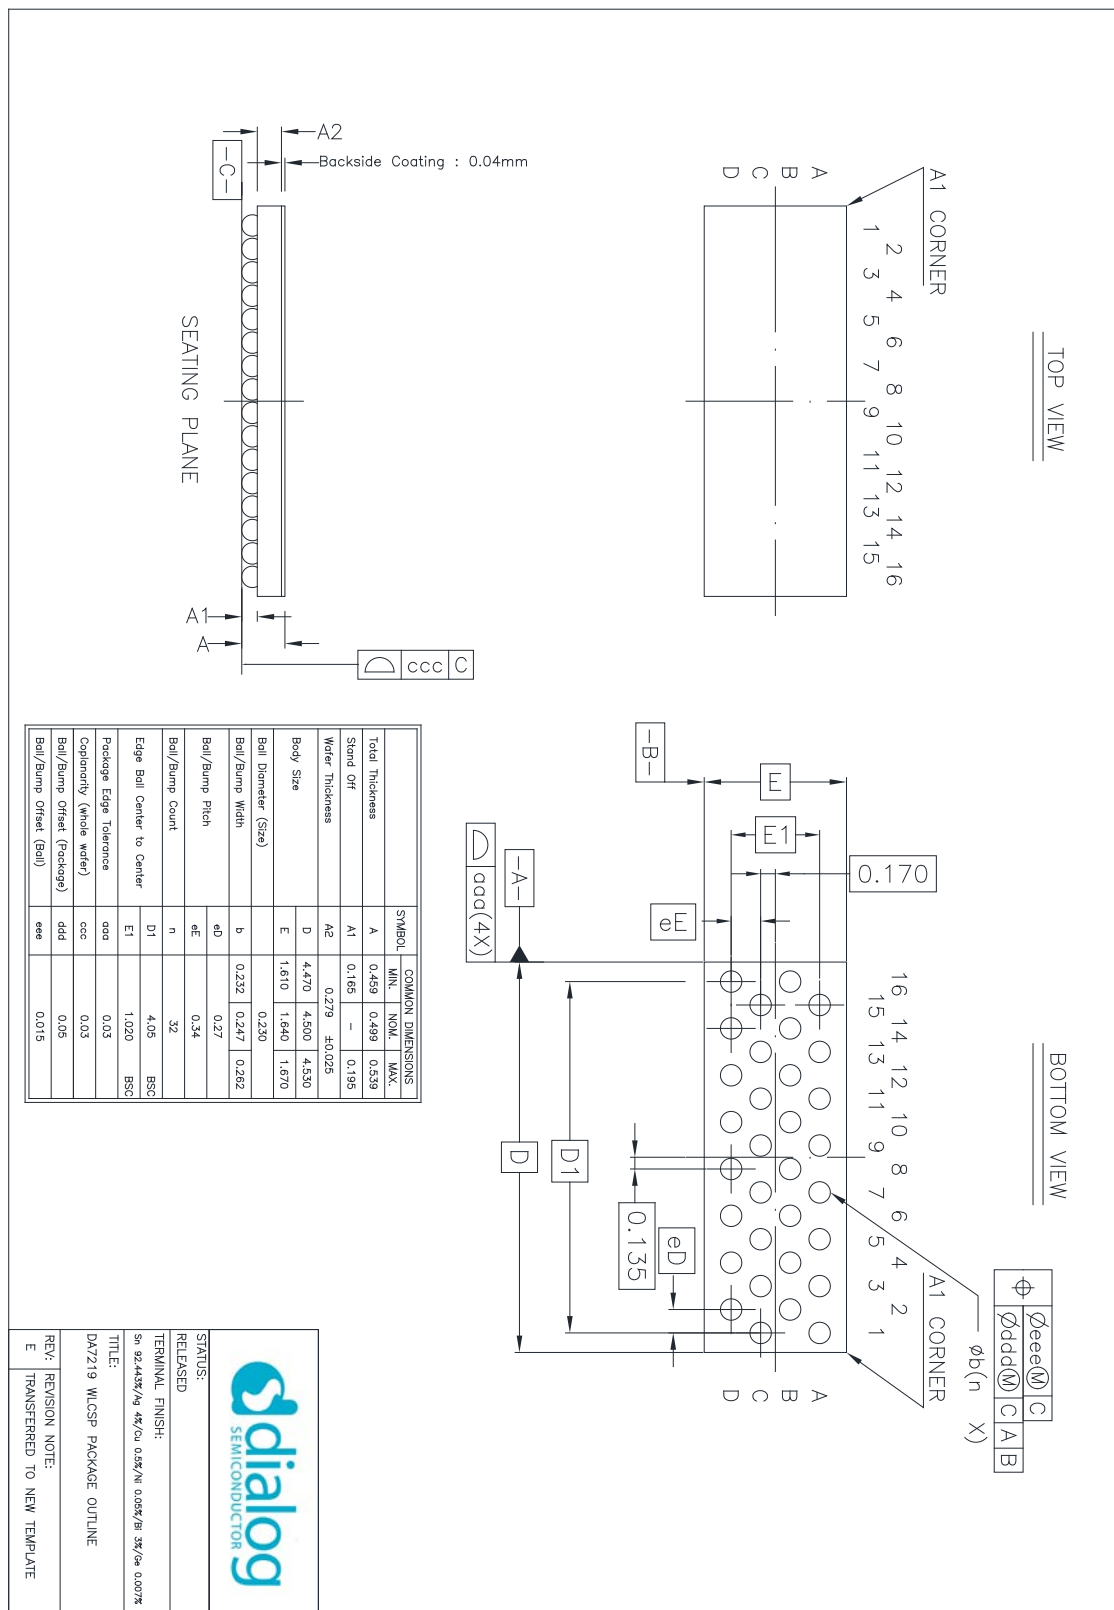 TOP VIEW
A1 CORNER
1 2 3 4 5 6 7 8 9 10 11 12 13 14 15 16
A
B
C
D
BOTTOM VIEW
⌀eeeⓂ C
⌀dddⓂ C A B
øb(n X)
A1 CORNER
16 15 14 13 12 11 10 9 8 7 6 5 4 3 2 1
A
B
C
D
0.170
E
E1
eE
-B-
-A-
aaa(4X)
D1
D
0.135
eD
A2
Backside Coating : 0.04mm
-C-
SEATING PLANE
A1
A
ccc C
SYMBOL COMMON DIMENSIONS
MIN. NOM. MAX.
Total Thickness A 0.459 0.499 0.539
Stand Off A1 0.165 – 0.195
Wafer Thickness A2 0.279 ±0.025
Body Size D 4.470 4.500 4.530
E 1.610 1.640 1.670
Ball Diameter (Size) 0.230
Ball/Bump Width b 0.232 0.247 0.262
Ball/Bump Pitch eD 0.27
eE 0.34
Ball/Bump Count n 32
Edge Ball Center to Center D1 4.05 BSC
E1 1.020 BSC
Package Edge Tolerance aaa 0.03
Coplanarity (whole wafer) ccc 0.03
Ball/Bump Offset (Package) ddd 0.05
Ball/Bump Offset (Ball) eee 0.015
dialog
SEMICONDUCTOR
STATUS:
RELEASED
TERMINAL FINISH:
Sn 92.443%/Ag 4%/Cu 0.5%/Ni 0.05%/Bi 3%/Ge 0.007%
TITLE:
DA7219 WLCSP PACKAGE OUTLINE
REV: REVISION NOTE:
E TRANSFERRED TO NEW TEMPLATE